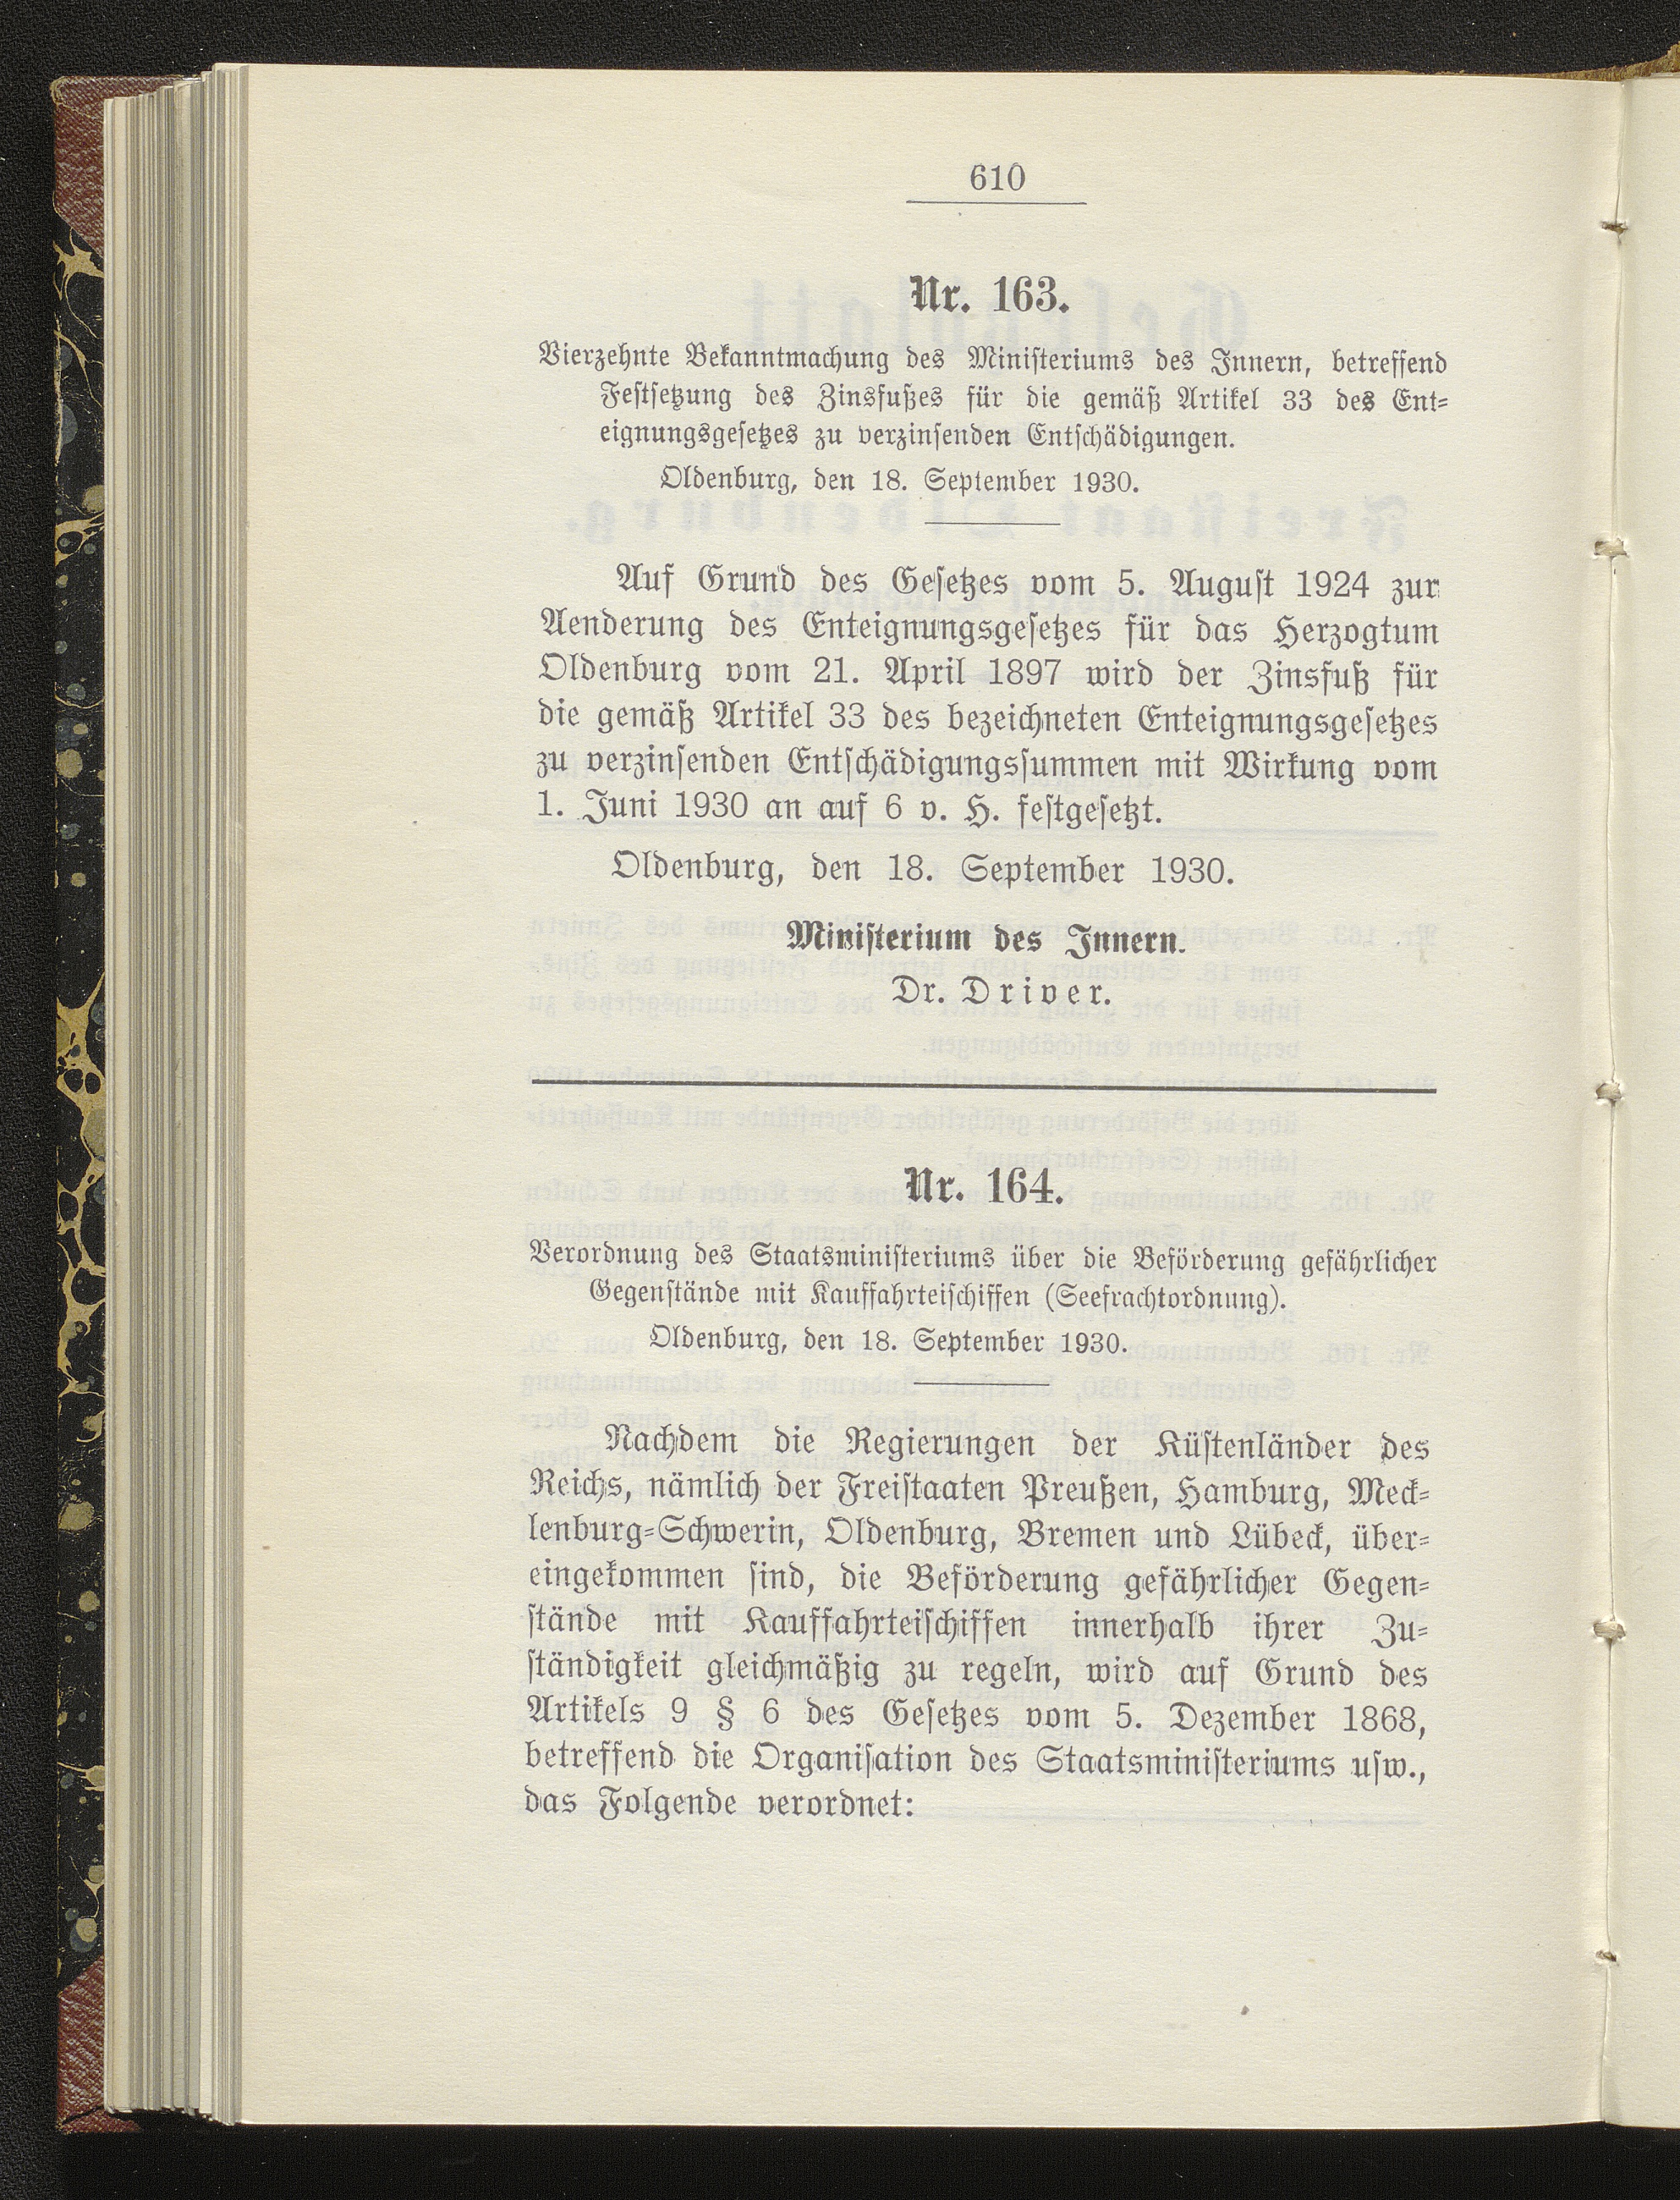 610
Nr. 163.
Vierzehnte Bekanntmachung des Ministeriums des Innern, betreffend
Festsetzung des Zinsfußes für die gemäß Artikel 33 des Ent-
eignungsgesetzes zu verzinsenden Entschädigungen.
Oldenburg, den 18. September 1930.
Auf Grund des Gesetzes vom 5. August 1924 zur
Aenderung des Enteignungsgesetzes für das Herzogtum
Oldenburg vom 21. April 1897 wird der Zinsfuß für
die gemäß Artikel 33 des bezeichneten Enteignungsgesetzes
zu verzinsenden Entschädigungssummen mit Wirkung vom
1. Juni 1930 an auf 6 v. H. festgesetzt.
Oldenburg, den 18. September 1930.
Ministerium des Innern.
Dr. Driver.
Nr. 164.
Verordnung des Staatsministeriums über die Beförderung gefährlicher
Gegenstände mit Kauffahrteischiffen (Seefrachtordnung).
Oldenburg, den 18. September 1930.
Nachdem die Regierungen der Küstenländer des
Reichs, nämlich der Freistaaten Preußen, Hamburg, Meck-
lenburg-Schwerin, Oldenburg, Bremen und Lübeck, über-
eingekommen sind, die Beförderung gefährlicher Gegen-
stände mit Kauffahrteischiffen innerhalb ihrer Zu-
ständigkeit gleichmäßig zu regeln, wird auf Grund des
Artikels 9 § 6 des Gesetzes vom 5. Dezember 1868,
betreffend die Organisation des Staatsministeriums usw.,
das Folgende verordnet: